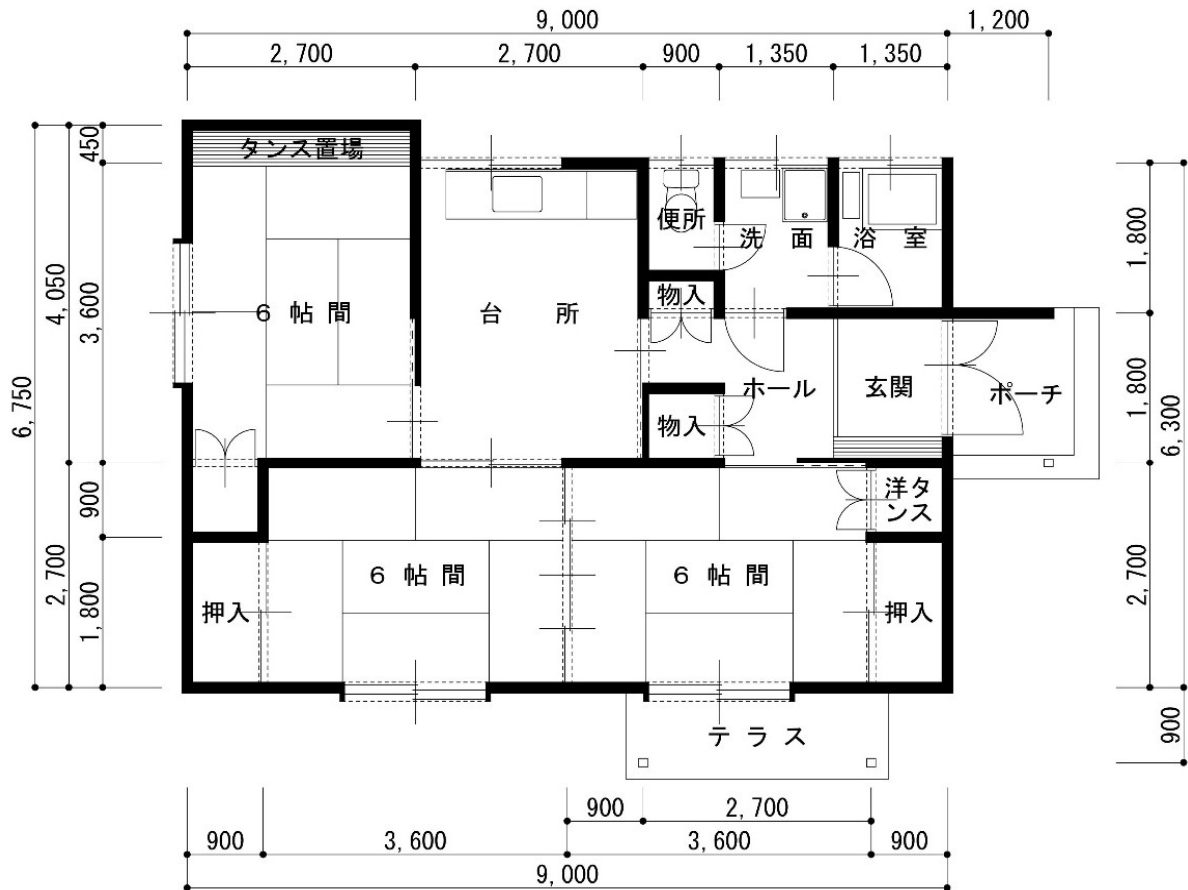 9,000
1,200
2,700
2,700
900
1,350
1,350
450
タンス置場
便所
洗 面
浴 室
1,800
4,050
3,600
6帖間
台 所
物入
ホール
玄関
ポーチ
1,800
6,750
6,300
物入
900
洋タ
ンス
2,700
1,800
2,700
押入
6帖間
6帖間
押入
テラス
900
900
2,700
900
3,600
3,600
900
9,000